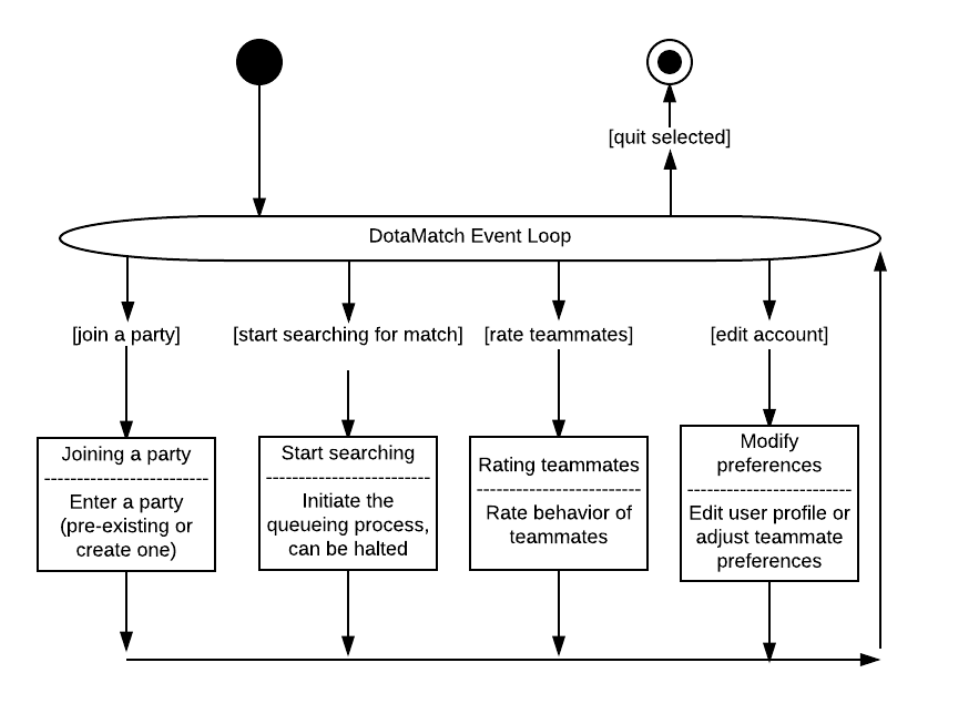 [quit selected]
DotaMatch Event Loop
[join a party]
[start searching for match]
[rate teammates]
[edit account]
Joining a party
Enter a party
(pre-existing or
create one)
Start searching
Initiate the
queueing process,
can be halted
Rating teammates
Rate behavior of
teammates
Modify
preferences
Edit user profile or
adjust teammate
preferences